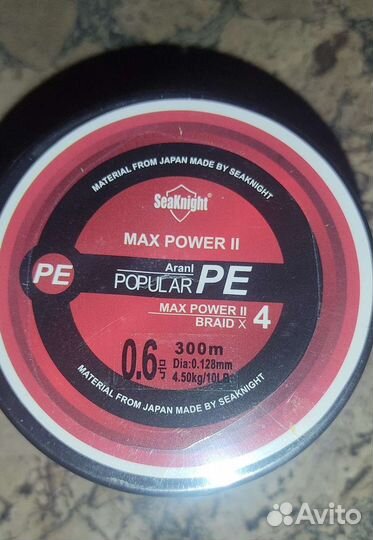 MATERIAL FROM JAPAN MADE BY SEAKNIGHT
SeaKnight
MAX POWER II
PE
Aranl
POPULAR PE
MAX POWER II
BRAID X 4
0.6号
300m
Dia:0.128mm
4.50kg/10LB
MATERIAL FROM JAPAN MADE BY SEAKNIGHT
Avito